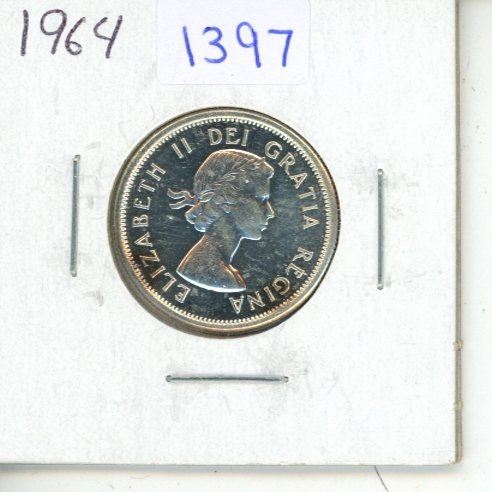 1964
1397
ELIZABETH II DEI GRATIA REGINA